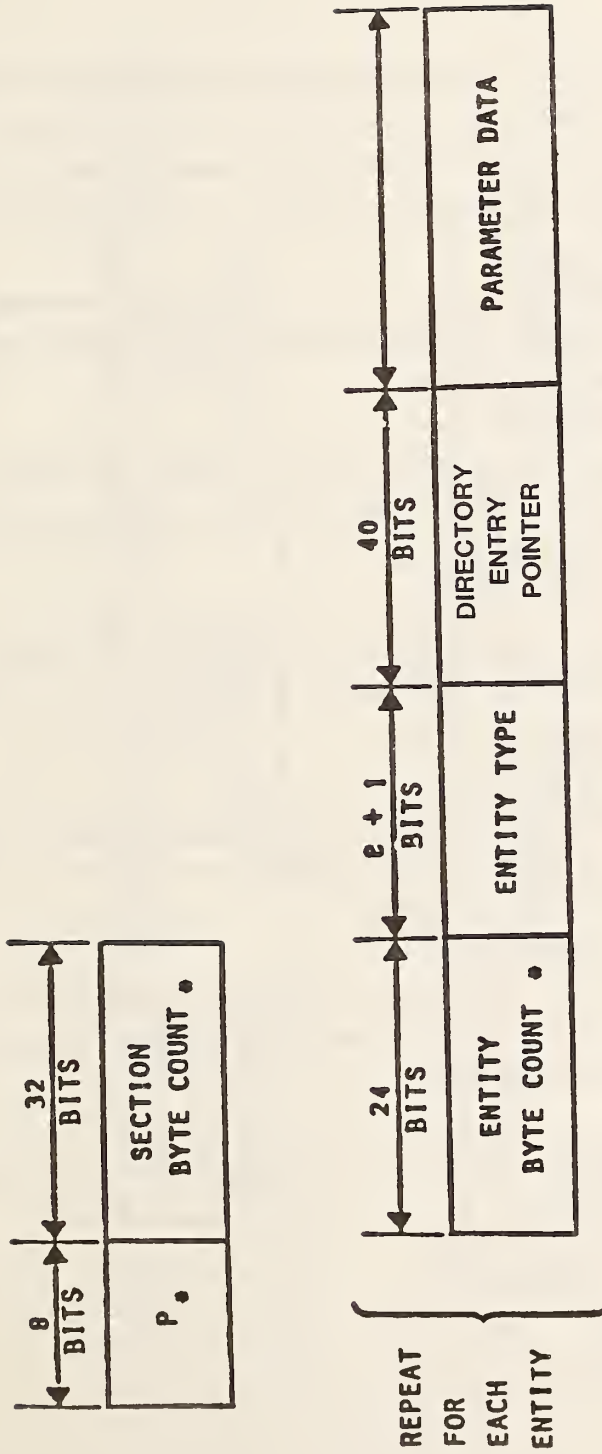 8
BITS
32
BITS
P *
SECTION
BYTE COUNT *
REPEAT
FOR
EACH
ENTITY
24
BITS
e + 1
BITS
40
BITS
ENTITY
BYTE COUNT *
ENTITY TYPE
DIRECTORY
ENTRY
POINTER
PARAMETER DATA